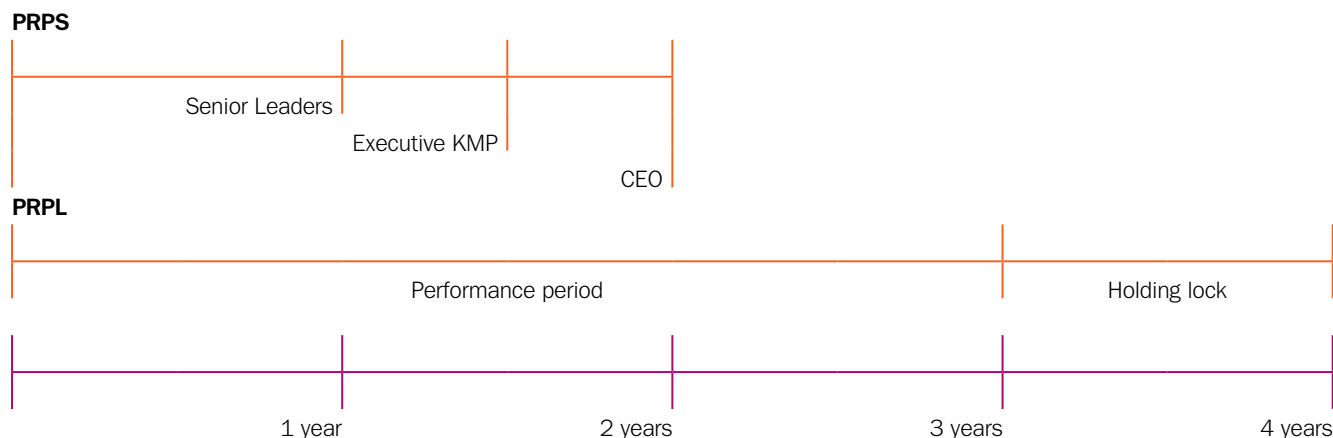 PRPS
Senior Leaders
Executive KMP
CEO
PRPL
Performance period Holding lock
1 year 2 years 3 years 4 years